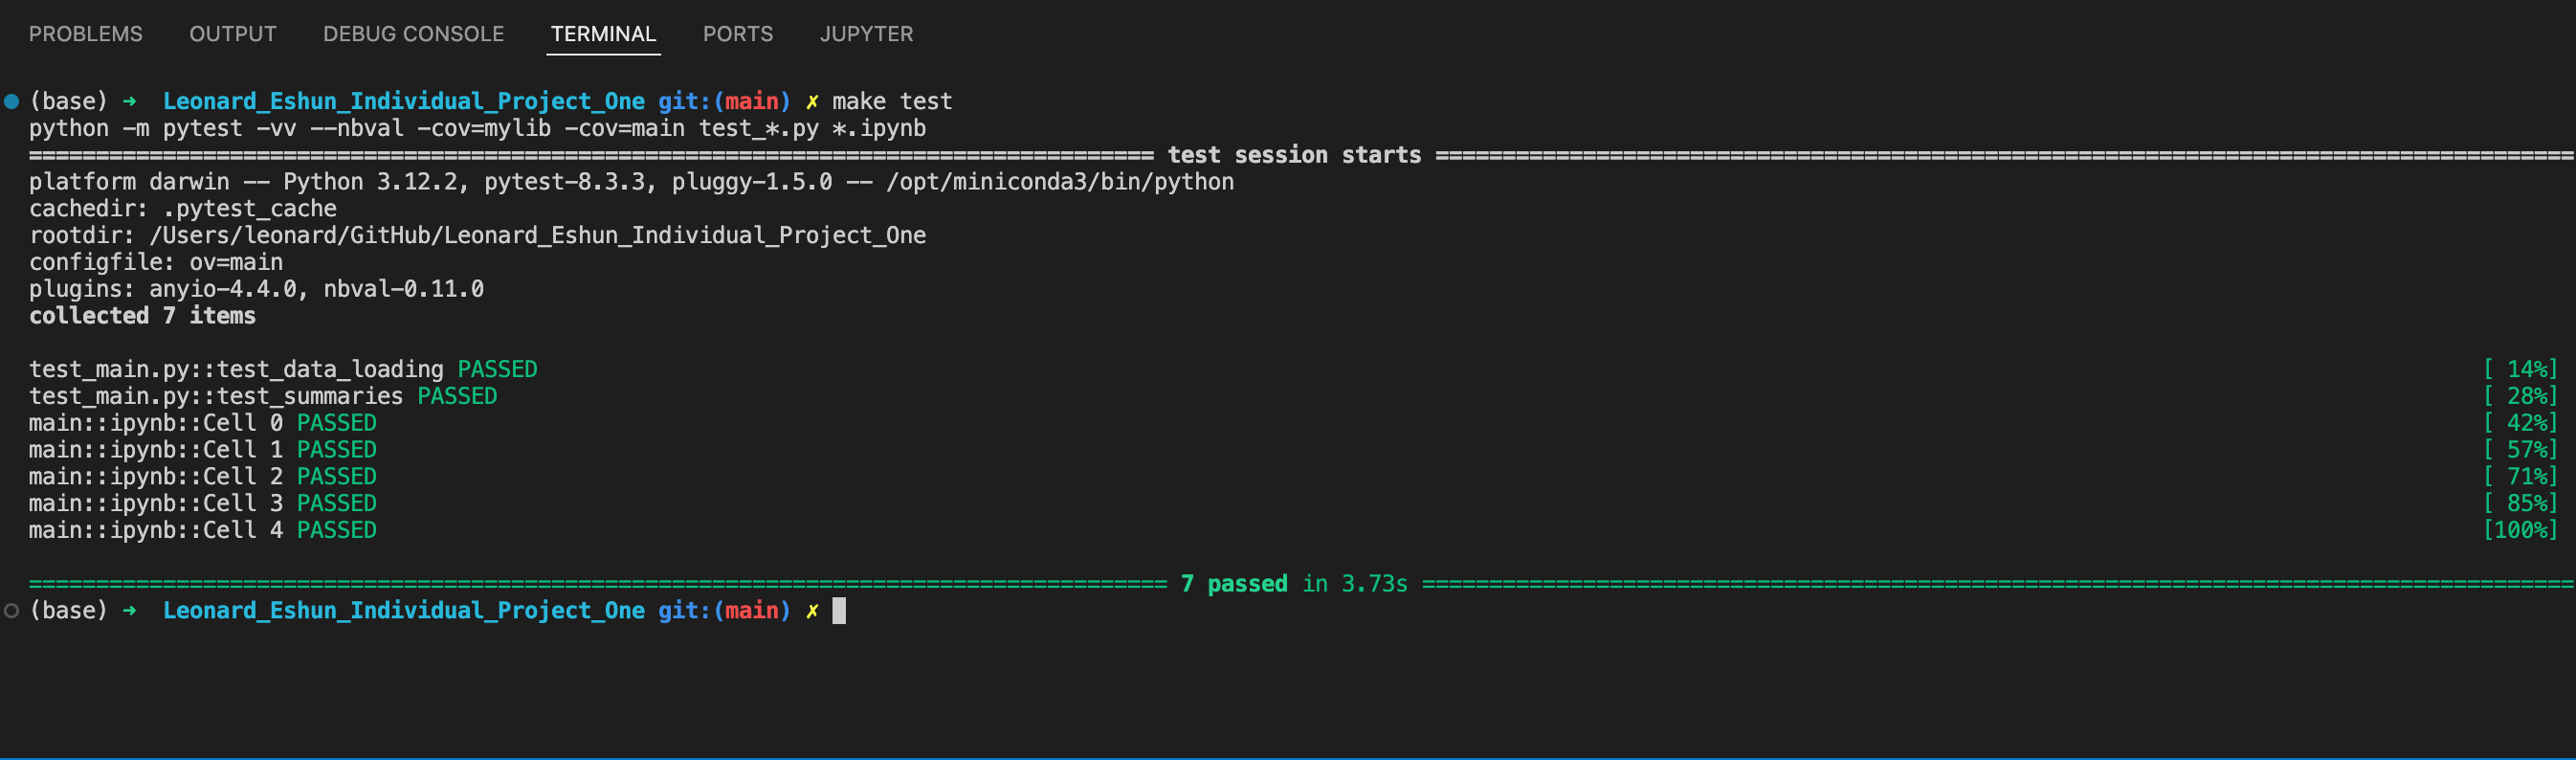 PROBLEMS OUTPUT DEBUG CONSOLE TERMINAL PORTS JUPYTER
(base) ➜ Leonard_Eshun_Individual_Project_One git:(main) ✗ make test
python -m pytest -vv --nbval -cov=mylib -cov=main test_*.py *.ipynb
==================================================================================== test session starts =====================================================================================
platform darwin -- Python 3.12.2, pytest-8.3.3, pluggy-1.5.0 -- /opt/miniconda3/bin/python
cachedir: .pytest_cache
rootdir: /Users/leonard/GitHub/Leonard_Eshun_Individual_Project_One
configfile: ov=main
plugins: anyio-4.4.0, nbval-0.11.0
collected 7 items
test_main.py::test_data_loading PASSED [ 14%]
test_main.py::test_summaries PASSED [ 28%]
main::ipynb::Cell 0 PASSED [ 42%]
main::ipynb::Cell 1 PASSED [ 57%]
main::ipynb::Cell 2 PASSED [ 71%]
main::ipynb::Cell 3 PASSED [ 85%]
main::ipynb::Cell 4 PASSED [100%]
===================================================================================== 7 passed in 3.73s ======================================================================================
(base) ➜ Leonard_Eshun_Individual_Project_One git:(main) ✗